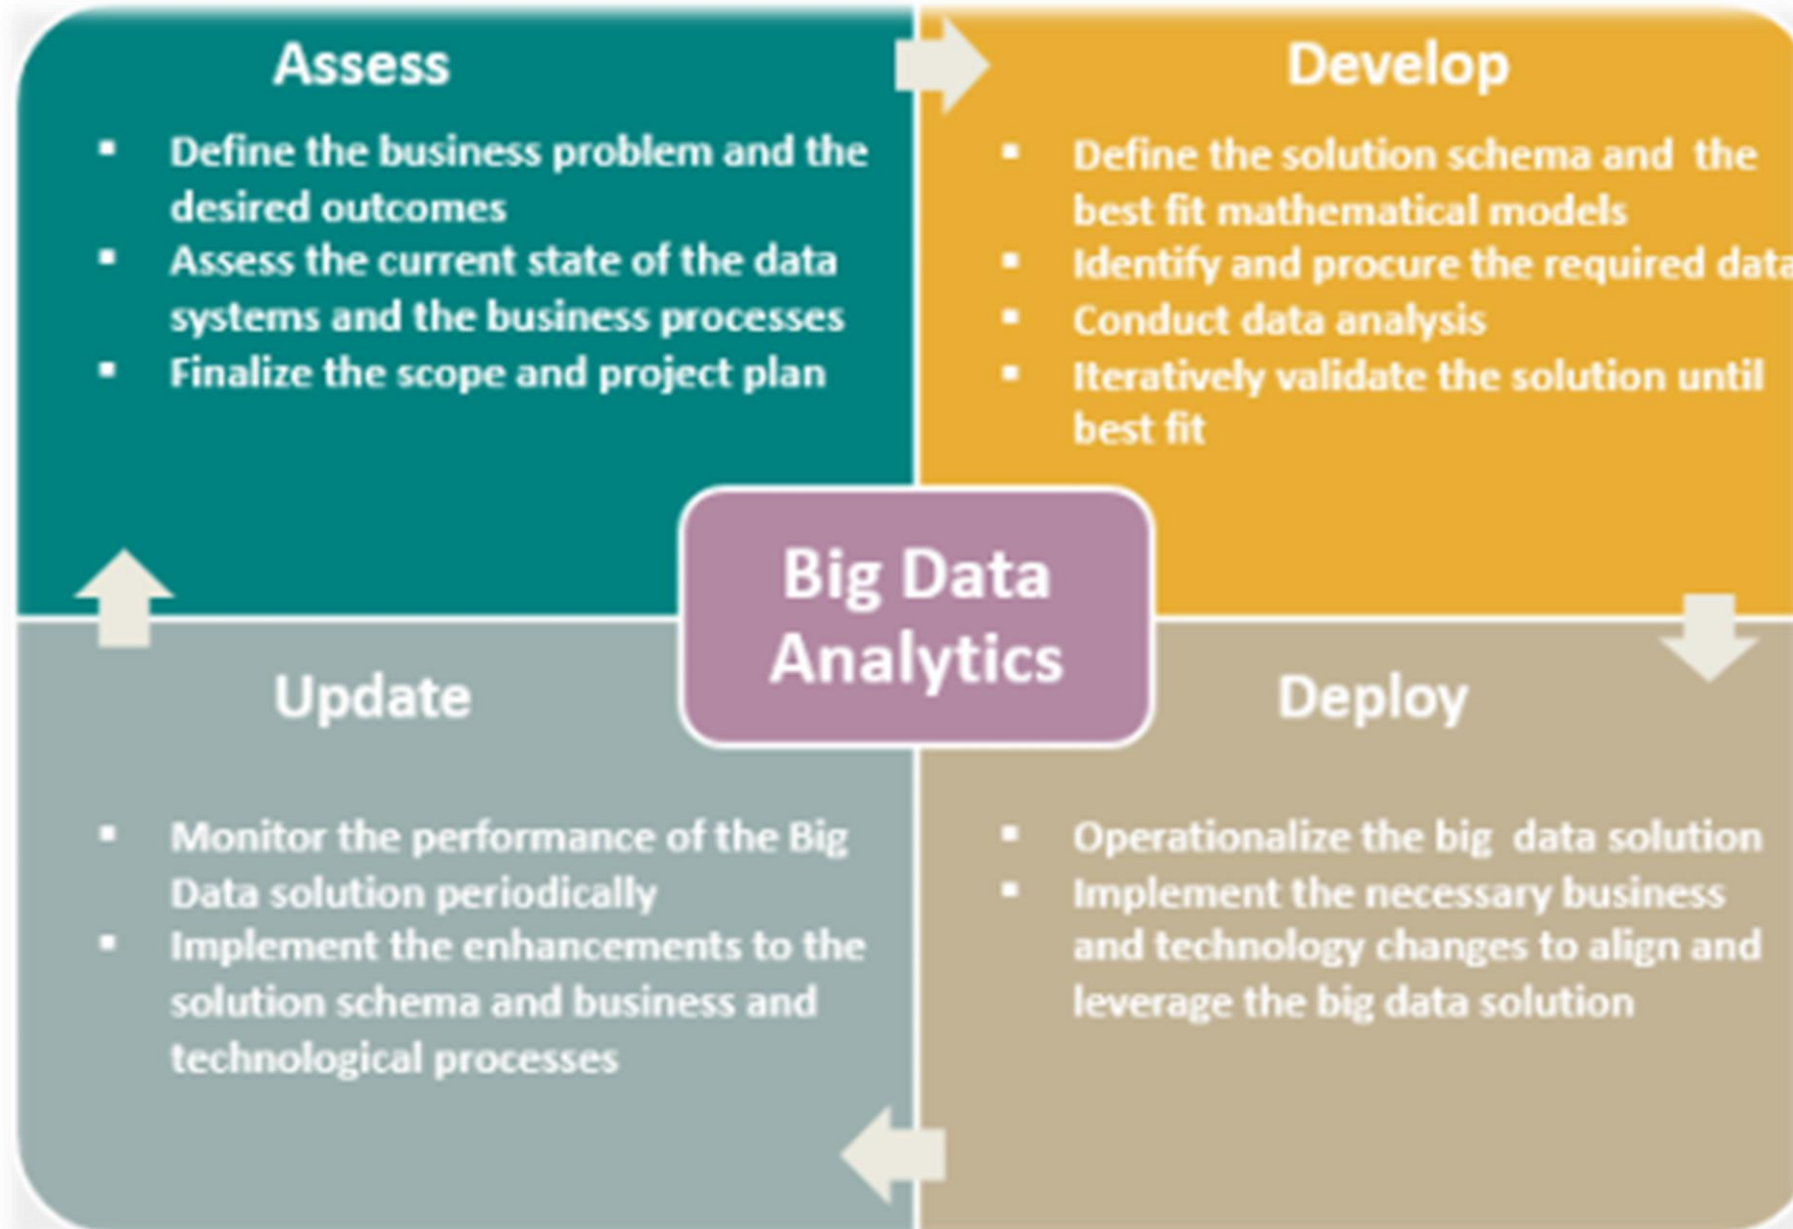 Assess
▪ Define the business problem and the
desired outcomes
▪ Assess the current state of the data
systems and the business processes
▪ Finalize the scope and project plan
Develop
▪ Define the solution schema and  the
best fit mathematical models
▪ Identify and procure the required data
▪ Conduct data analysis
▪ Iteratively validate the solution until
best fit
Big Data
Analytics
Update
▪ Monitor the performance of the Big
Data solution periodically
▪ Implement the enhancements to the
solution schema and business and
technological processes
Deploy
▪ Operationalize the big  data solution
▪ Implement the necessary business
and technology changes to align and
leverage the big data solution